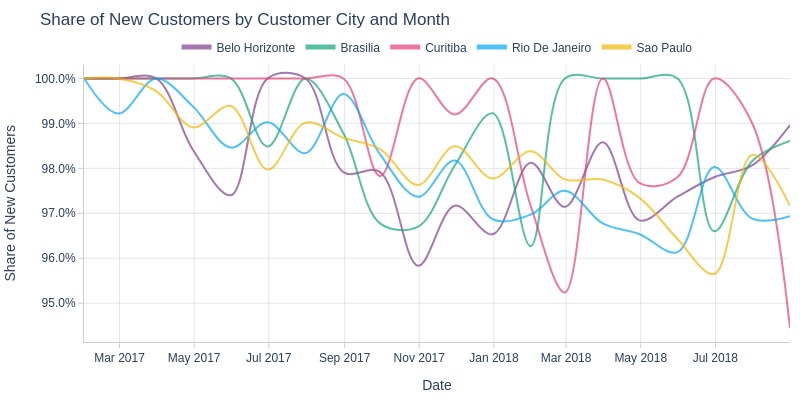 Share of New Customers by Customer City and Month
Belo Horizonte Brasilia Curitiba Rio De Janeiro Sao Paulo
Share of New Customers
100.0%
99.0%
98.0%
97.0%
96.0%
95.0%
Mar 2017 May 2017 Jul 2017 Sep 2017 Nov 2017 Jan 2018 Mar 2018 May 2018 Jul 2018
Date